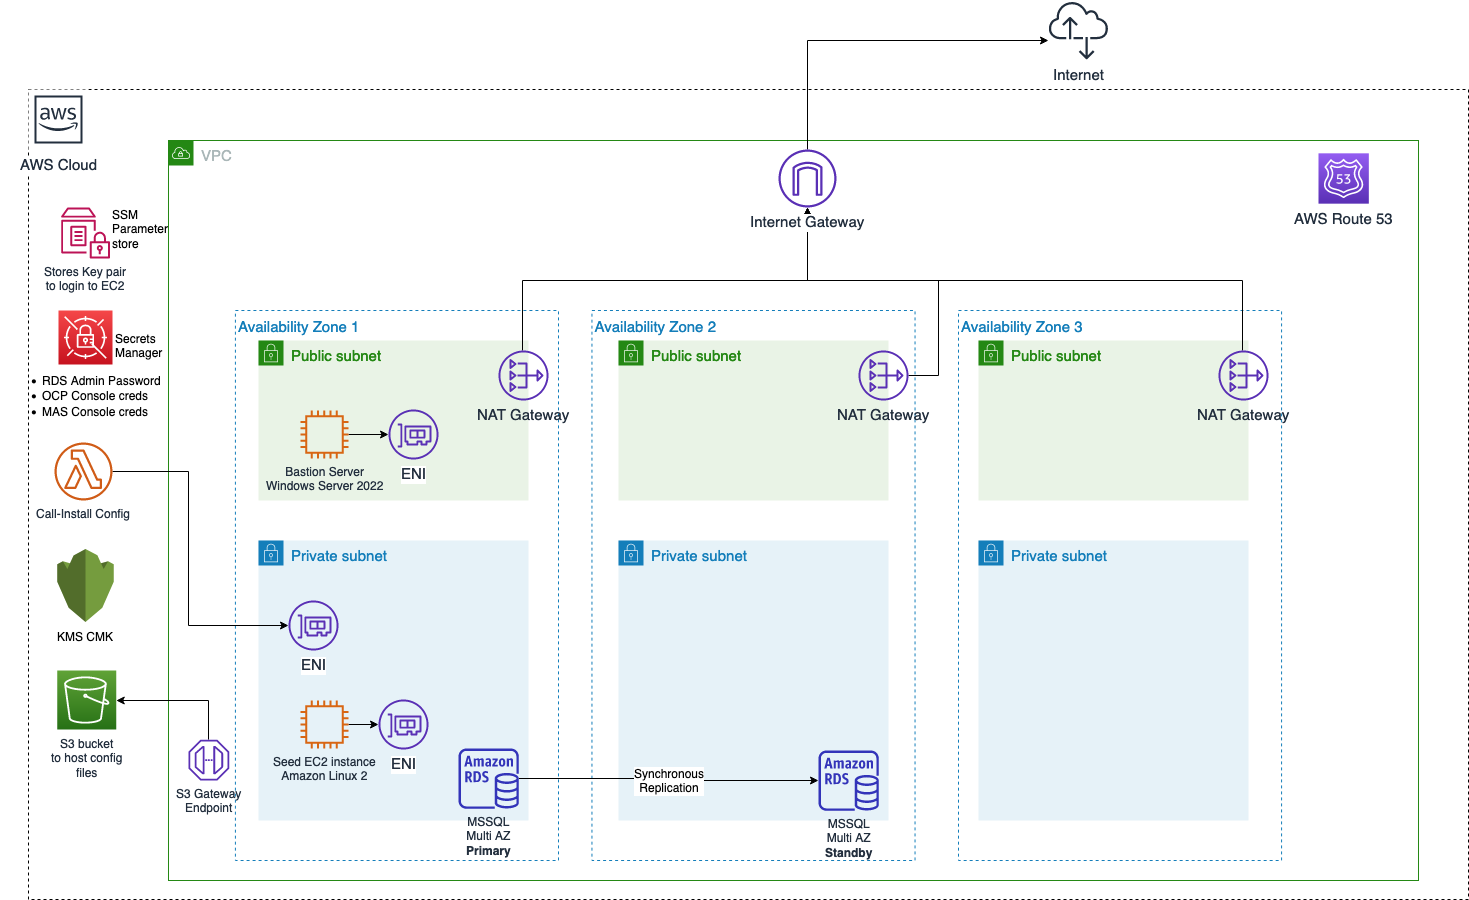 Internet
aws
AWS Cloud
VPC
Internet Gateway
53
AWS Route 53
SSM
Parameter
store
Stores Key pair
to login to EC2
Secrets
Manager
• RDS Admin Password
• OCP Console creds
• MAS Console creds
Call-Install Config
KMS CMK
S3 bucket
to host config
files
S3 Gateway
Endpoint
Availability Zone 1
Public subnet
NAT Gateway
Bastion Server
Windows Server 2022
ENI
Private subnet
ENI
Seed EC2 instance
Amazon Linux 2
ENI
Amazon
RDS
MSSQL
Multi AZ
Primary
Synchronous
Replication
Availability Zone 2
Public subnet
NAT Gateway
Private subnet
Amazon
RDS
MSSQL
Multi AZ
Standby
Availability Zone 3
Public subnet
NAT Gateway
Private subnet